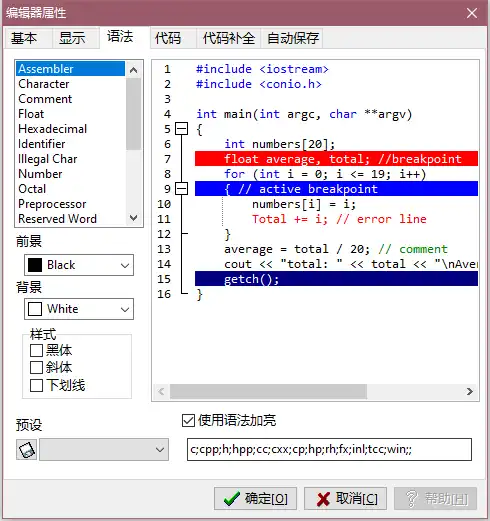 编辑器属性
基本 显示 语法 代码 代码补全 自动保存
Assembler
Character
Comment
Float
Hexadecimal
Identifier
Illegal Char
Number
Octal
Preprocessor
Reserved Word
前景
Black
背景
White
样式
黑体
斜体
下划线
预设
1 #include <iostream>
2 #include <conio.h>
3
4 int main(int argc, char **argv)
5 {
6 int numbers[20];
7 float average, total; //breakpoint
8 for (int i = 0; i <= 19; i++)
9 { // active breakpoint
10 numbers[i] = i;
11 Total += i; // error line
12 }
13 average = total / 20; // comment
14 cout << "total: " << total << "\nAver
15 getch();
16 }
使用语法加亮
c;cpp;h;hpp;cc;cxx;cp;hp;rh;fx;inl;tcc;win;;
确定[O] 取消[C] 帮助[H]